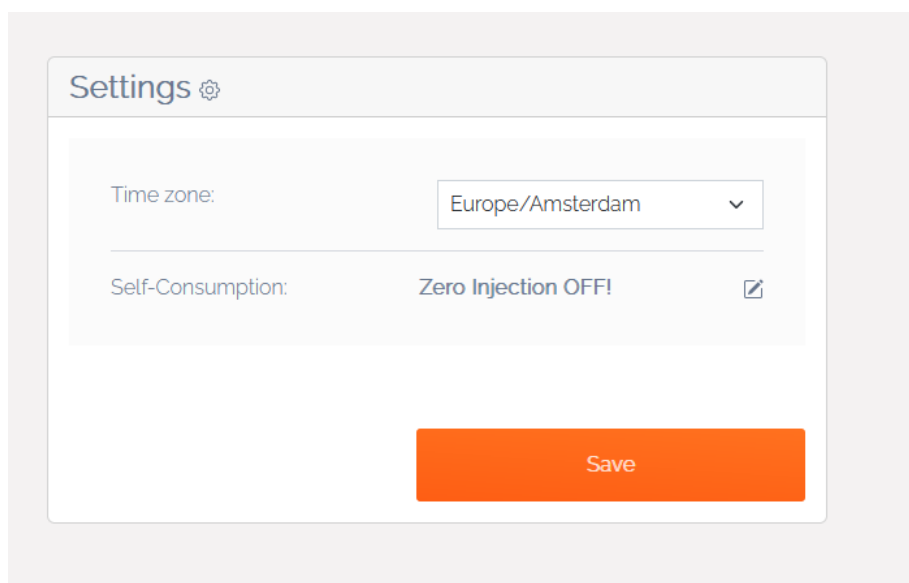 Settings
Time zone:
Europe/Amsterdam
Self-Consumption:
Zero Injection OFF!
Save